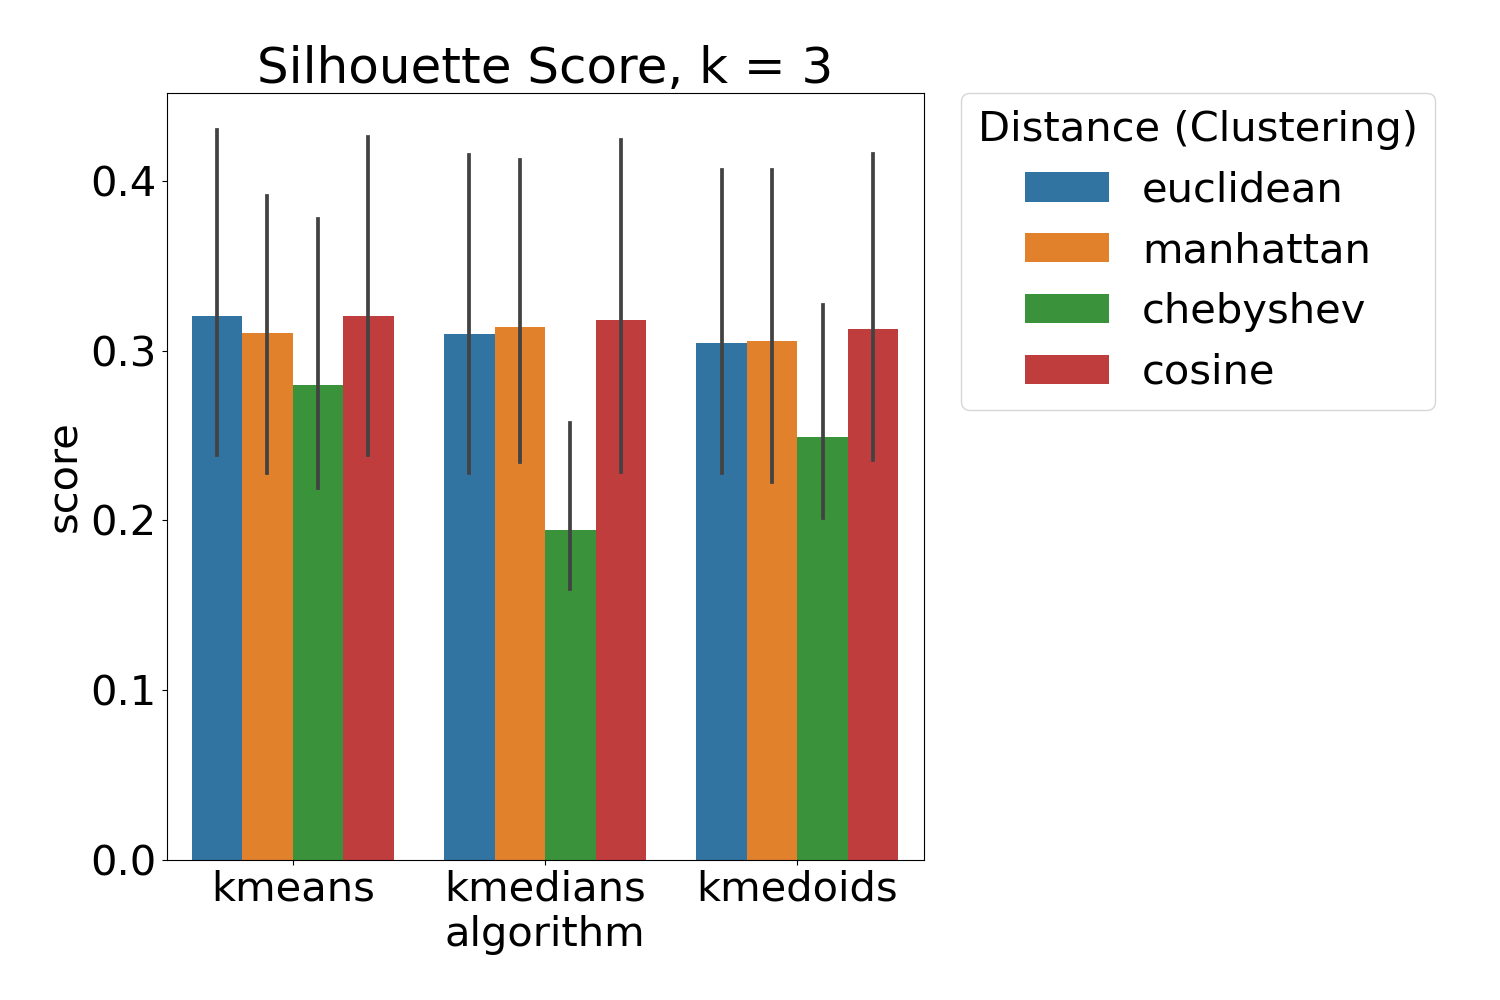 Silhouette Score, k = 3
Distance (Clustering)
euclidean
manhattan
chebyshev
cosine
score
0.4
0.3
0.2
0.1
0.0
kmeans kmedians kmedoids
algorithm